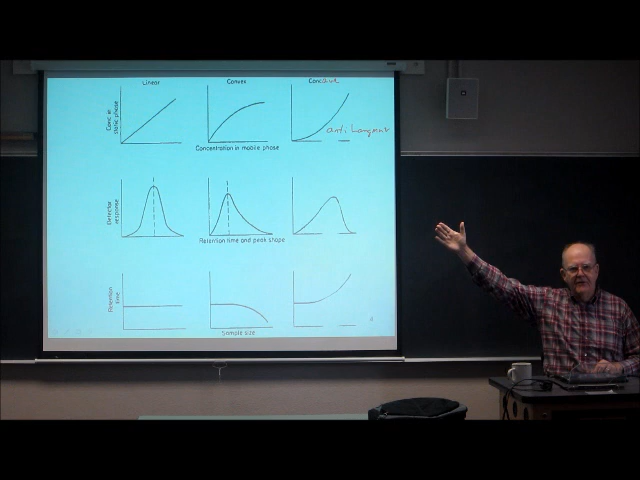 Linear
Convex
Concave
Conc in
static phase
anti Langmuir
Concentration in mobile phase
Detector
response
Retention time and peak shape
Retention
time
Sample size